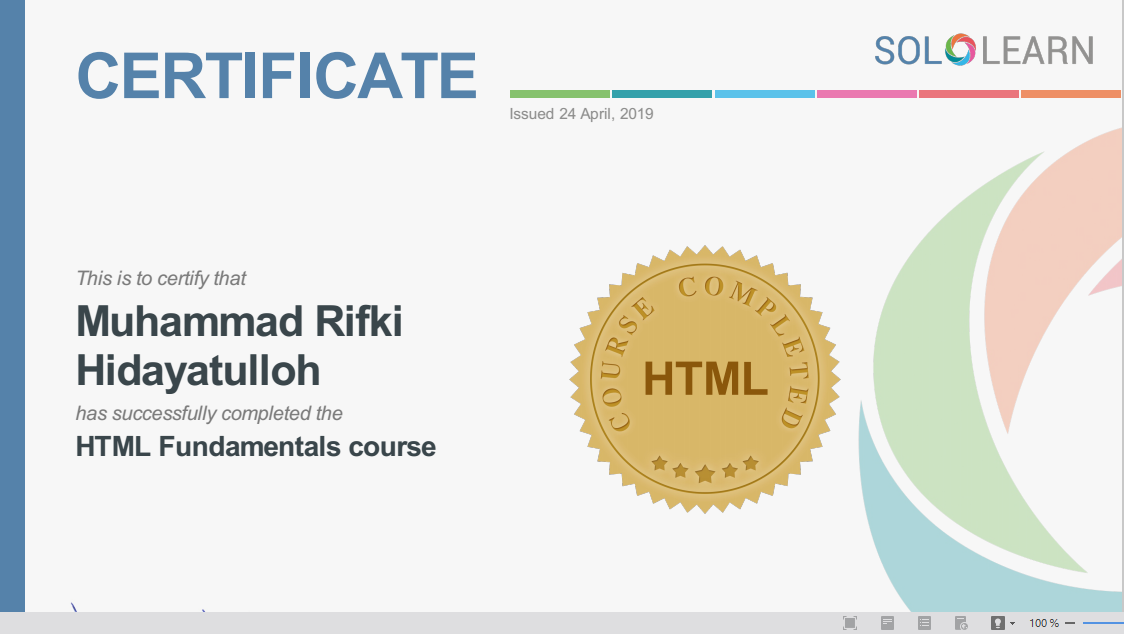 CERTIFICATE
SOLOLEARN
Issued 24 April, 2019
This is to certify that
Muhammad Rifki
Hidayatulloh
has successfully completed the
HTML Fundamentals course
COURSE COMPLETED
HTML
100 %